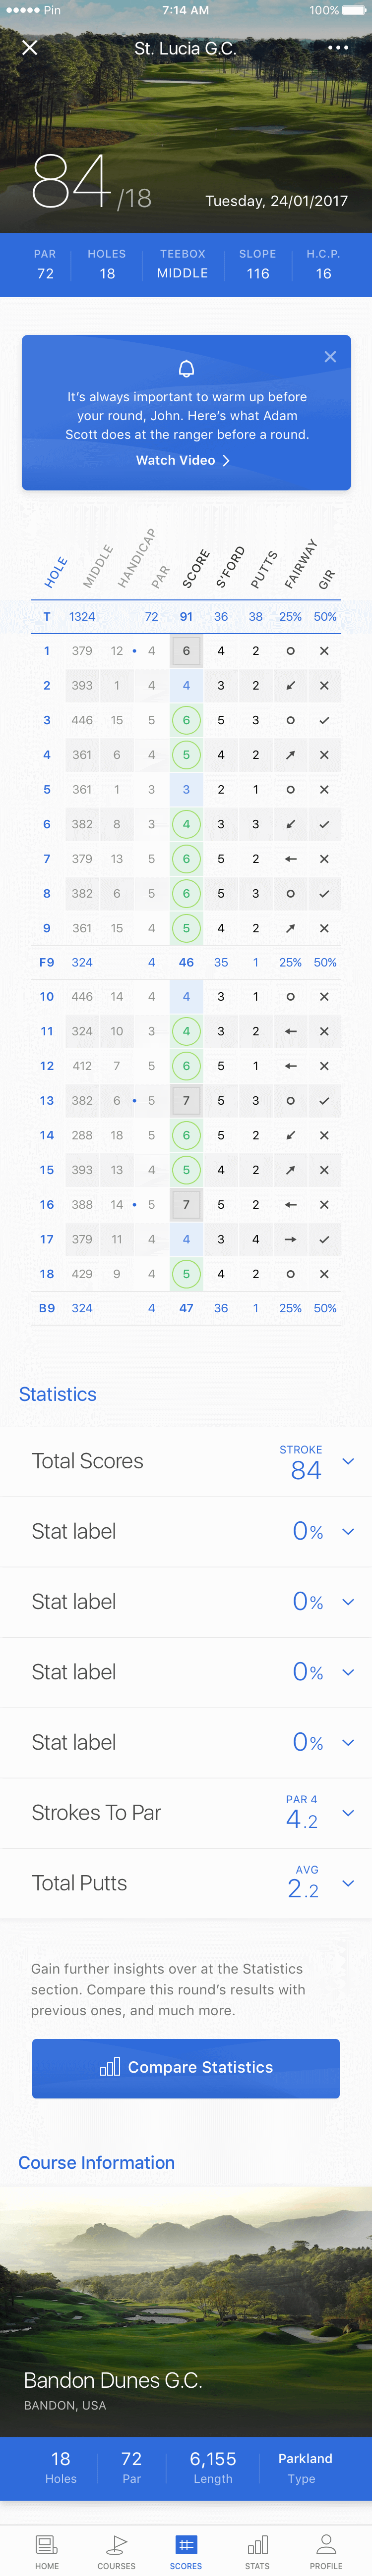 Pin 7:14 AM 100%
St. Lucia G.C.
84/18 Tuesday, 24/01/2017
PAR HOLES TEEBOX SLOPE H.C.P.
72 18 MIDDLE 116 16
It's always important to warm up before
your round, John. Here's what Adam
Scott does at the ranger before a round.
Watch Video
HOLE MIDDLE HANDICAP PAR SCORE S'FORD PUTTS FAIRWAY GIR
T 1324 72 91 36 38 25% 50%
1 379 12 • 4 6 4 2
2 393 1 4 4 3 2
3 446 15 5 6 5 3
4 361 6 4 5 4 2
5 361 1 3 3 2 1
6 382 8 3 4 3 3
7 379 13 5 6 5 2
8 382 6 5 6 5 3
9 361 15 4 5 4 2
F9 324 4 46 35 1 25% 50%
10 446 14 4 4 3 1
11 324 10 3 4 3 2
12 412 7 5 6 5 1
13 382 6 • 5 7 5 3
14 288 18 5 6 5 2
15 393 13 4 5 4 2
16 388 14 • 5 7 5 2
17 379 11 4 4 3 4
18 429 9 4 5 4 2
B9 324 4 47 36 1 25% 50%
Statistics
Total Scores STROKE 84
Stat label 0%
Stat label 0%
Stat label 0%
Stat label 0%
Strokes To Par PAR 4 4.2
Total Putts AVG 2.2
Gain further insights over at the Statistics
section. Compare this round's results with
previous ones, and much more.
Compare Statistics
Course Information
Bandon Dunes G.C.
BANDON, USA
18 72 6,155 Parkland
Holes Par Length Type
HOME COURSES SCORES STATS PROFILE